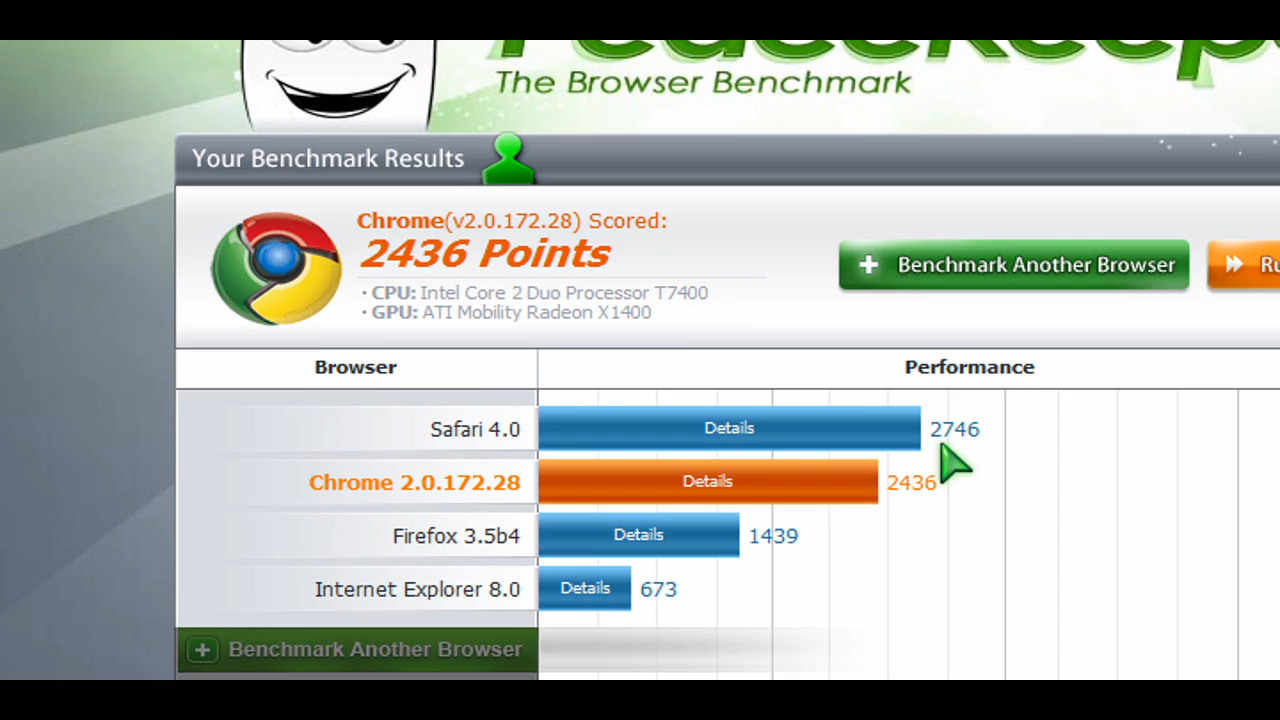 Peacekeep
The Browser Benchmark
Your Benchmark Results
Chrome(v2.0.172.28) Scored:
2436 Points
· CPU: Intel Core 2 Duo Processor T7400
· GPU: ATI Mobility Radeon X1400
Benchmark Another Browser
Ru
Browser
Performance
Safari 4.0 Details 2746
Chrome 2.0.172.28 Details 2436
Firefox 3.5b4 Details 1439
Internet Explorer 8.0 Details 673
Benchmark Another Browser